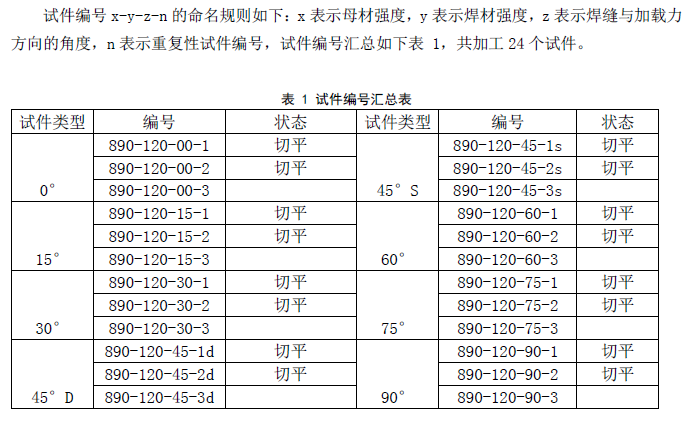 试件编号 x-y-z-n 的命名规则如下：x 表示母材强度，y 表示焊材强度，z 表示焊缝与加载力
方向的角度，n 表示重复性试件编号，试件编号汇总如下表 1，共加工 24 个试件。
表 1 试件编号汇总表
试件类型 编号 状态 试件类型 编号 状态
890-120-00-1 切平 890-120-45-1s 切平
890-120-00-2 切平 890-120-45-2s 切平
0° 890-120-00-3 45°S 890-120-45-3s
890-120-15-1 切平 890-120-60-1 切平
890-120-15-2 切平 890-120-60-2 切平
15° 890-120-15-3 60° 890-120-60-3
890-120-30-1 切平 890-120-75-1 切平
890-120-30-2 切平 890-120-75-2 切平
30° 890-120-30-3 75° 890-120-75-3
890-120-45-1d 切平 890-120-90-1 切平
890-120-45-2d 切平 890-120-90-2 切平
45°D 890-120-45-3d 90° 890-120-90-3